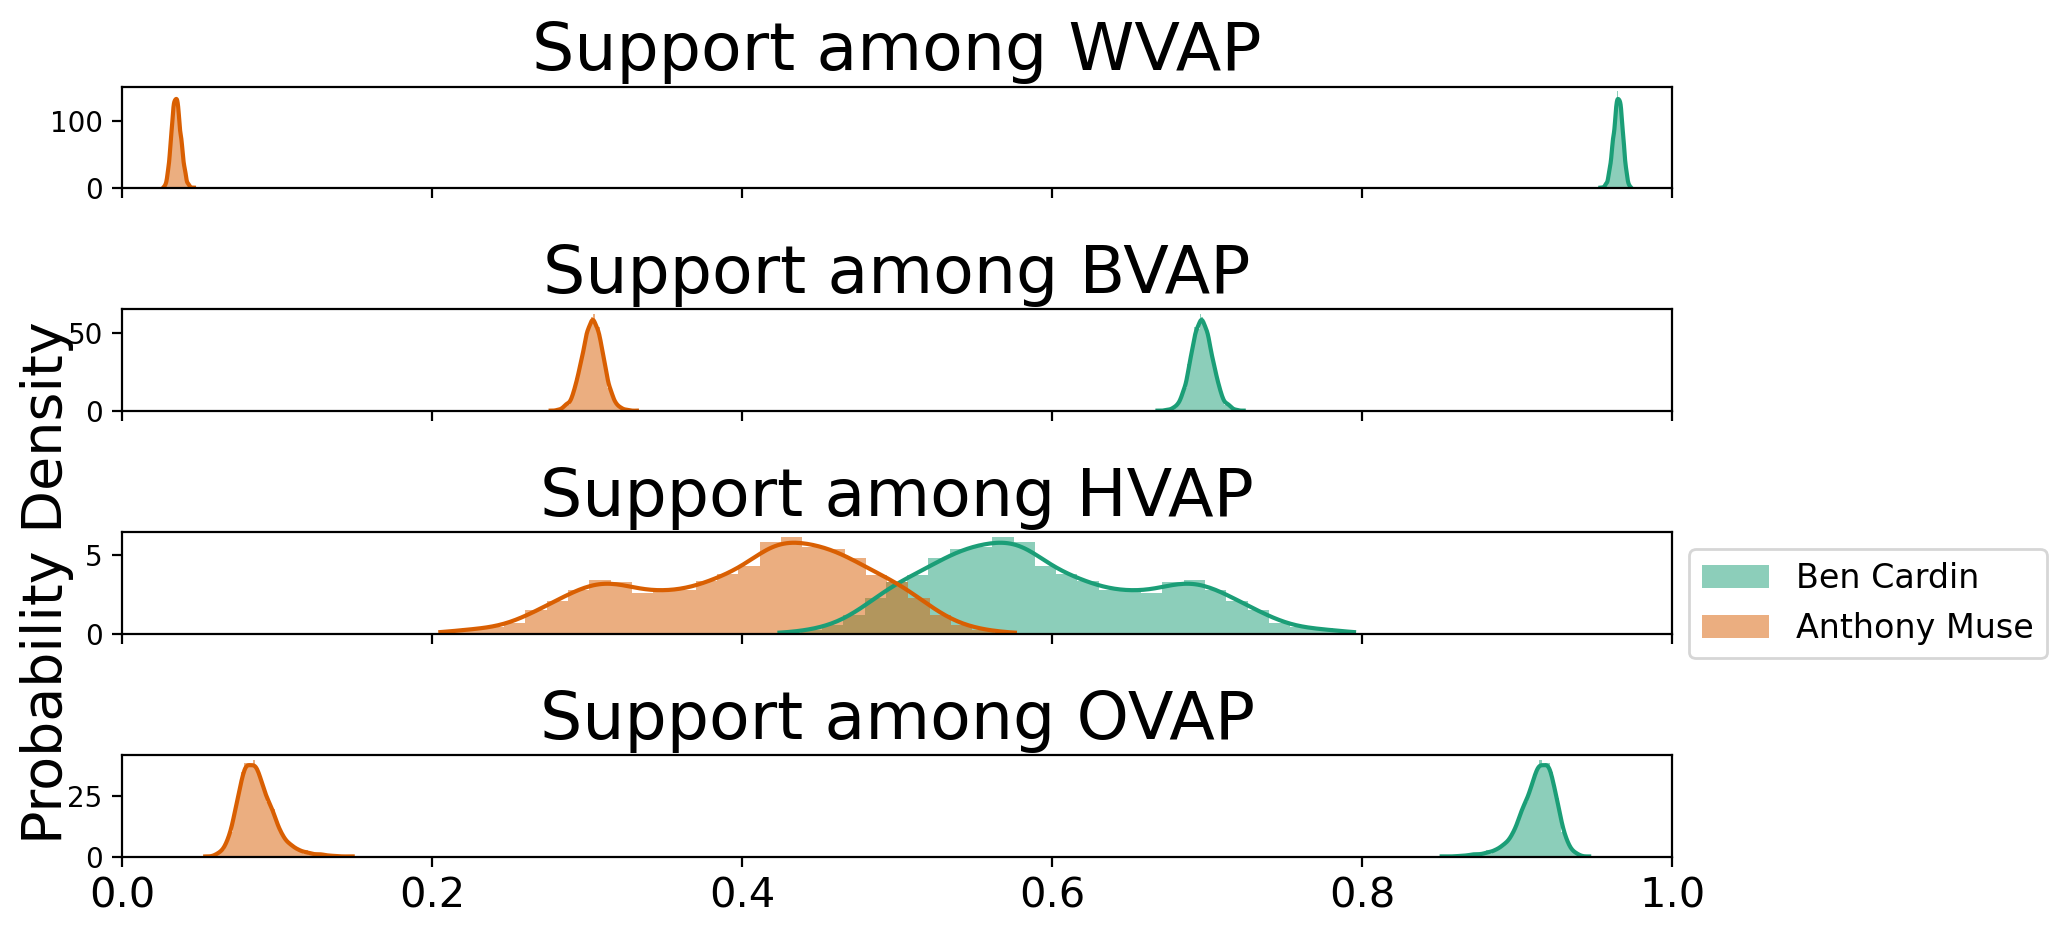 Support among WVAP
100
0
Support among BVAP
50
0
Support among HVAP
5
0
Support among OVAP
25
0
0.0 0.2 0.4 0.6 0.8 1.0
Probability Density
Ben Cardin
Anthony Muse